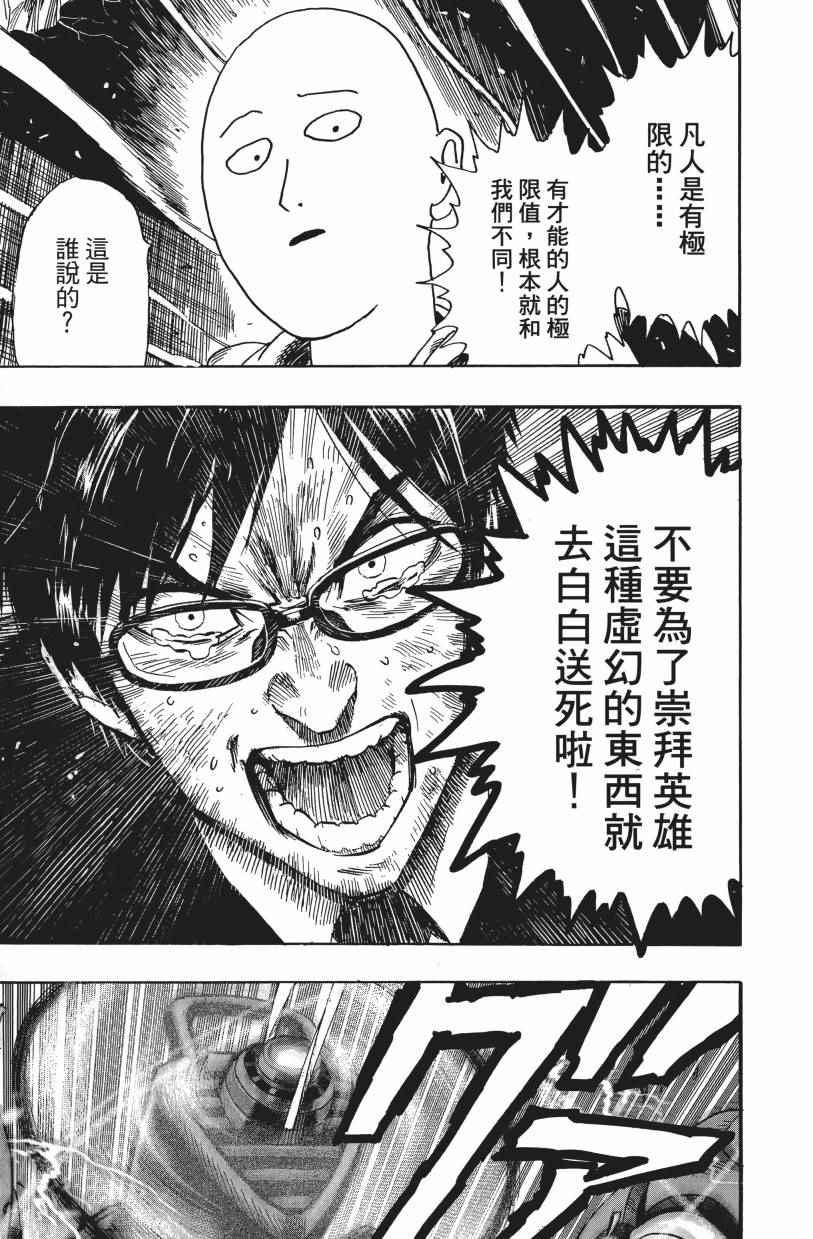 凡人是有極
限的……
有才能的人的極
限值，根本就和
我們不同！
這是
誰說的？
不要為了崇拜英雄
這種虛幻的東西就
去白白送死啦！
グッ